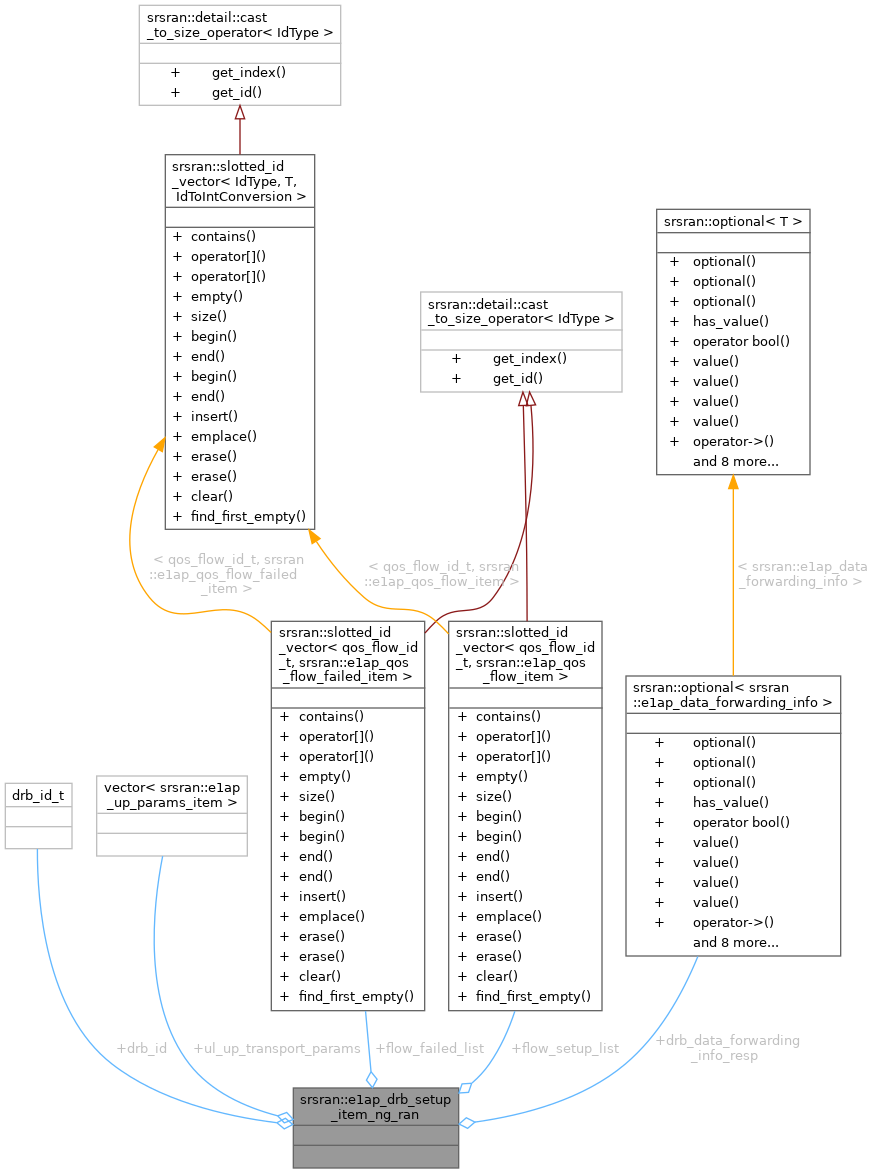 srsran::detail::cast
_to_size_operator< IdType >
+ get_index()
+ get_id()
srsran::slotted_id
_vector< IdType, T,
IdToIntConversion >
+ contains()
+ operator[]()
+ operator[]()
+ empty()
+ size()
+ begin()
+ end()
+ begin()
+ end()
+ insert()
+ emplace()
+ erase()
+ erase()
+ clear()
+ find_first_empty()
srsran::optional< T >
+ optional()
+ optional()
+ optional()
+ has_value()
+ operator bool()
+ value()
+ value()
+ value()
+ value()
+ operator->()
and 8 more...
srsran::detail::cast
_to_size_operator< IdType >
+ get_index()
+ get_id()
< qos_flow_id_t, srsran
::e1ap_qos_flow_failed
_item >
< qos_flow_id_t, srsran
::e1ap_qos_flow_item >
< srsran::e1ap_data
_forwarding_info >
srsran::slotted_id
_vector< qos_flow_id
_t, srsran::e1ap_qos
_flow_failed_item >
+ contains()
+ operator[]()
+ operator[]()
+ empty()
+ size()
+ begin()
+ begin()
+ end()
+ end()
+ insert()
+ emplace()
+ erase()
+ erase()
+ clear()
+ find_first_empty()
srsran::slotted_id
_vector< qos_flow_id
_t, srsran::e1ap_qos
_flow_item >
+ contains()
+ operator[]()
+ operator[]()
+ empty()
+ size()
+ begin()
+ begin()
+ end()
+ end()
+ insert()
+ emplace()
+ erase()
+ erase()
+ clear()
+ find_first_empty()
srsran::optional< srsran
::e1ap_data_forwarding_info >
+ optional()
+ optional()
+ optional()
+ has_value()
+ operator bool()
+ value()
+ value()
+ value()
+ value()
+ operator->()
and 8 more...
drb_id_t
vector< srsran::e1ap
_up_params_item >
+drb_id
+ul_up_transport_params
+flow_failed_list
+flow_setup_list
+drb_data_forwarding
_info_resp
srsran::e1ap_drb_setup
_item_ng_ran